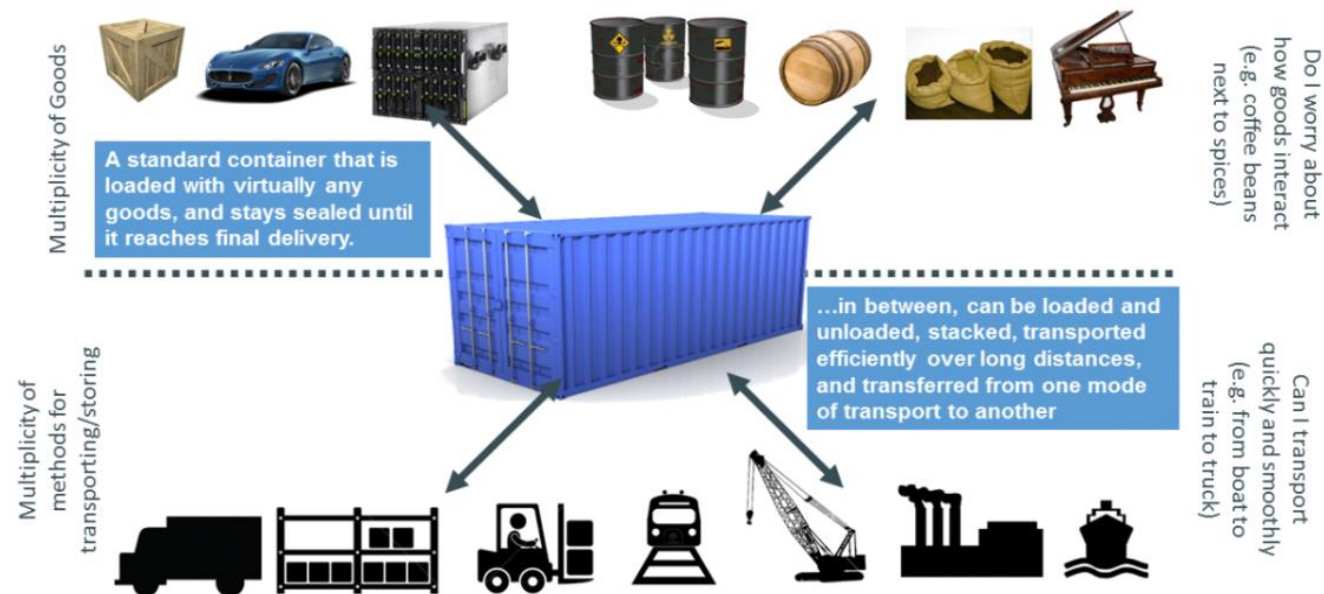 Multiplicity of Goods
Do I worry about
how goods interact
(e.g. coffee beans
next to spices)
A standard container that is
loaded with virtually any
goods, and stays sealed until
it reaches final delivery.
...in between, can be loaded and
unloaded, stacked, transported
efficiently over long distances,
and transferred from one mode
of transport to another
Multiplicity of
methods for
transporting/storing
Can I transport
quickly and smoothly
(e.g. from boat to
train to truck)